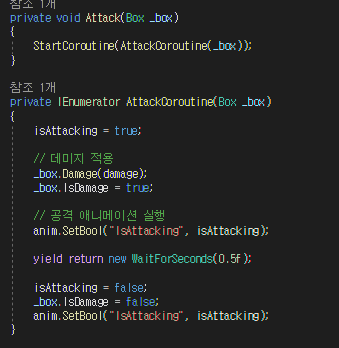 참조 1개
private void Attack(Box _box)
{
StartCoroutine(AttackCoroutine(_box));
}
참조 1개
private IEnumerator AttackCoroutine(Box _box)
{
isAttacking = true;
// 데미지 적용
_box.Damage(damage);
_box.IsDamage = true;
// 공격 애니메이션 실행
anim.SetBool("IsAttacking", isAttacking);
yield return new WaitForSeconds(0.5f);
isAttacking = false;
_box.IsDamage = false;
anim.SetBool("IsAttacking", isAttacking);
}